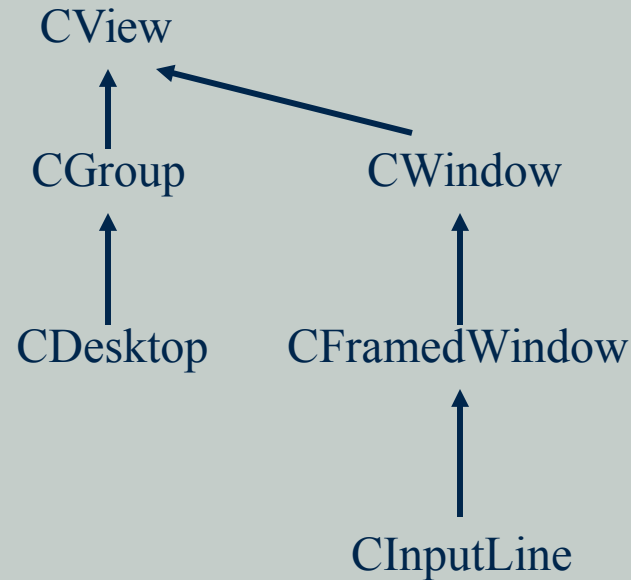 CView
CGroup
CWindow
CDesktop
CFramedWindow
CInputLine